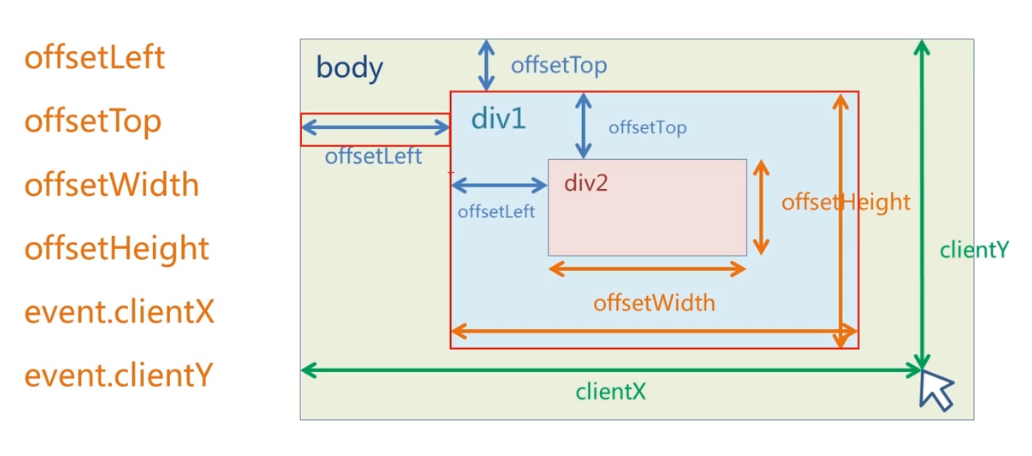 offsetLeft
offsetTop
offsetWidth
offsetHeight
event.clientX
event.clientY
body
offsetTop
div1
offsetTop
offsetLeft
div2
offsetLeft
offsetHeight
clientY
offsetWidth
clientX